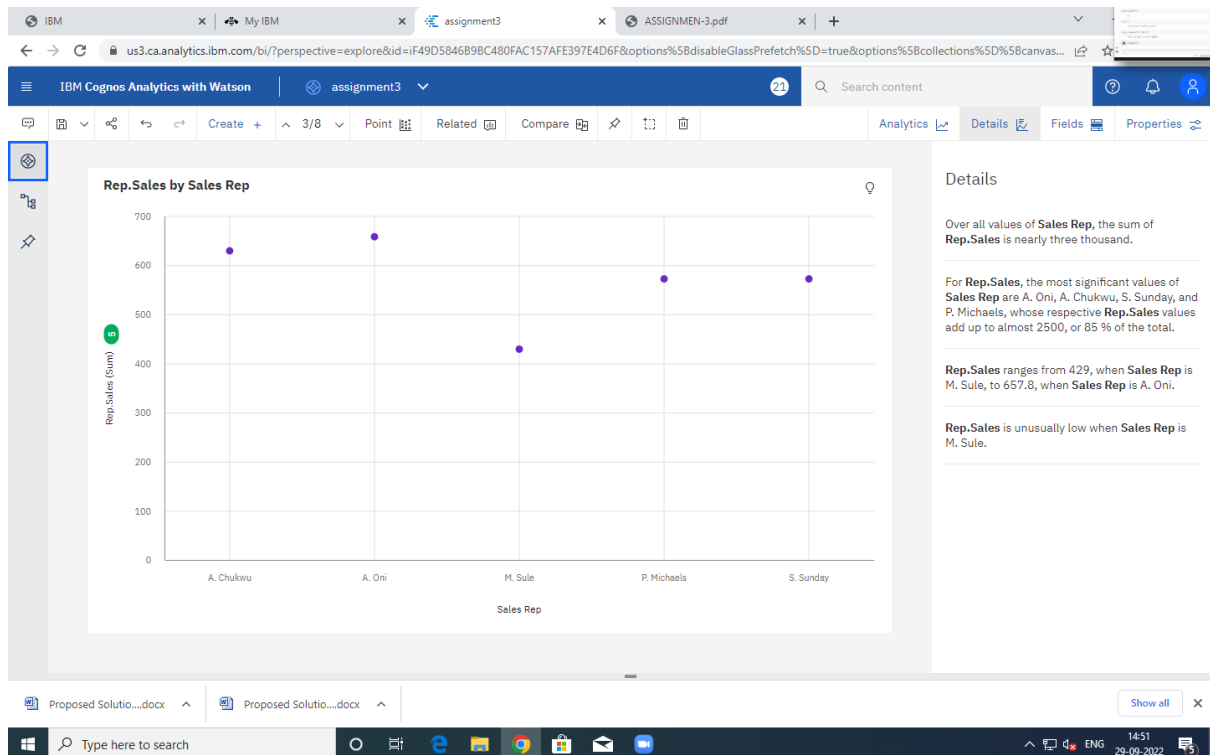 IBM
My IBM
assignment3
ASSIGNMEN-3.pdf
us3.ca.analytics.ibm.com/bi/?perspective=explore&id=iF49D5846B9BC480FAC157AFE397E4D6F&options%5BdisableGlassPrefetch%5D=true&options%5Bcollections%5D%5Bcanvas...
IBM Cognos Analytics with Watson
assignment3
21
Search content
Create +
3/8
Point
Related
Compare
Analytics
Details
Fields
Properties
Rep.Sales by Sales Rep
700
600
500
400
300
200
100
0
5
Rep.Sales (Sum)
A. Chukwu
A. Oni
M. Sule
P. Michaels
S. Sunday
Sales Rep
Details
Over all values of Sales Rep, the sum of
Rep.Sales is nearly three thousand.
For Rep.Sales, the most significant values of
Sales Rep are A. Oni, A. Chukwu, S. Sunday, and
P. Michaels, whose respective Rep.Sales values
add up to almost 2500, or 85 % of the total.
Rep.Sales ranges from 429, when Sales Rep is
M. Sule, to 657.8, when Sales Rep is A. Oni.
Rep.Sales is unusually low when Sales Rep is
M. Sule.
Proposed Solutio....docx
Proposed Solutio....docx
Show all
Type here to search
ENG
14:51
29-09-2022
5